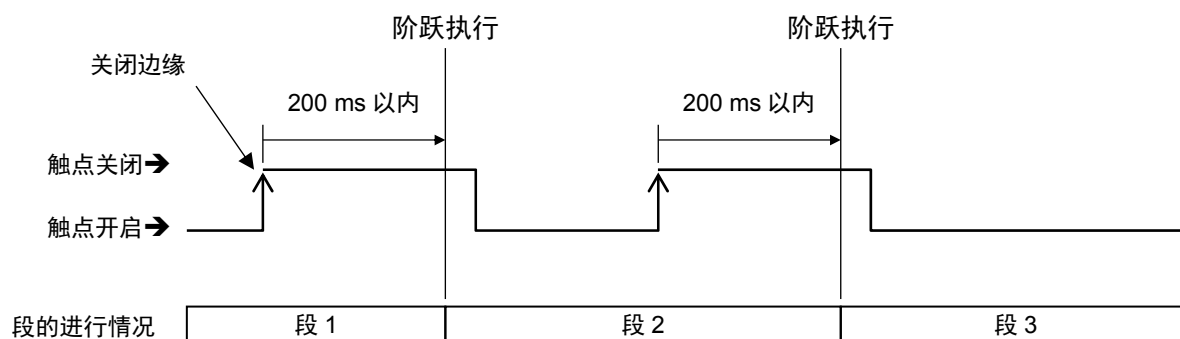 阶跃执行 阶跃执行
关闭边缘
200 ms 以内 200 ms 以内
触点关闭➔
触点开启➔
段的进行情况 段 1 段 2 段 3